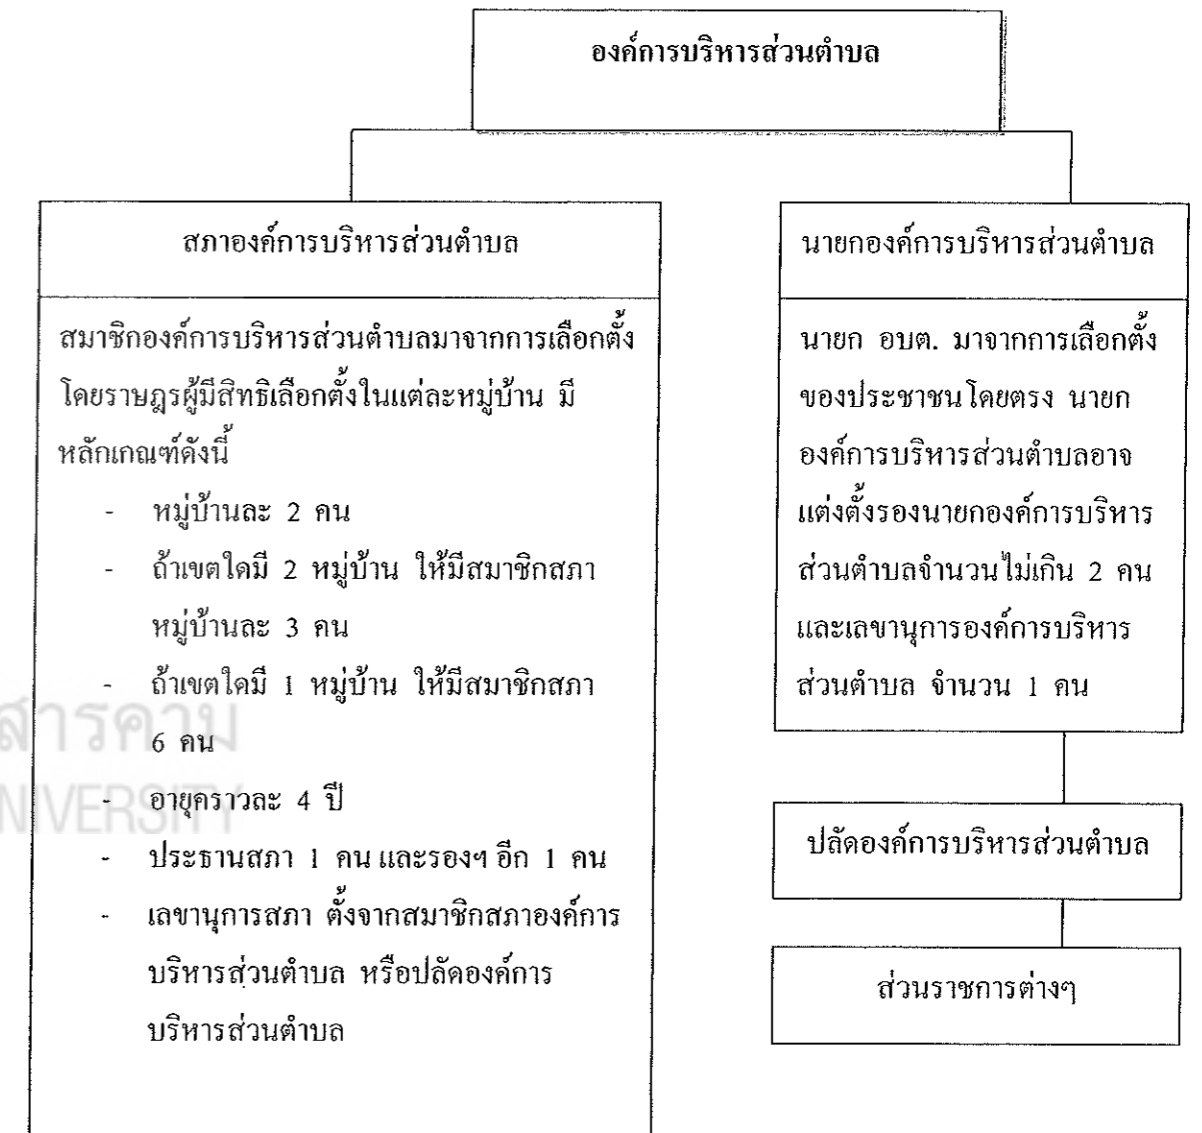 องค์การบริหารส่วนตำบล
สภาองค์การบริหารส่วนตำบล
สมาชิกองค์การบริหารส่วนตำบลมาจากการเลือกตั้ง
โดยราษฎรผู้มีสิทธิเลือกตั้งในแต่ละหมู่บ้าน มี
หลักเกณฑ์ดังนี้
- หมู่บ้านละ 2 คน
- ถ้าเขตใดมี 2 หมู่บ้าน ให้มีสมาชิกสภา
หมู่บ้านละ 3 คน
- ถ้าเขตใดมี 1 หมู่บ้าน ให้มีสมาชิกสภา
6 คน
- อายุคราวละ 4 ปี
- ประธานสภา 1 คน และรองฯ อีก 1 คน
- เลขานุการสภา ตั้งจากสมาชิกสภาองค์การ
บริหารส่วนตำบล หรือปลัดองค์การ
บริหารส่วนตำบล
นายกองค์การบริหารส่วนตำบล
นายก อบต. มาจากการเลือกตั้ง
ของประชาชนโดยตรง นายก
องค์การบริหารส่วนตำบลอาจ
แต่งตั้งรองนายกองค์การบริหาร
ส่วนตำบลจำนวนไม่เกิน 2 คน
และเลขานุการองค์การบริหาร
ส่วนตำบล จำนวน 1 คน
ปลัดองค์การบริหารส่วนตำบล
ส่วนราชการต่างๆ
สารคาม
NIVERSITY